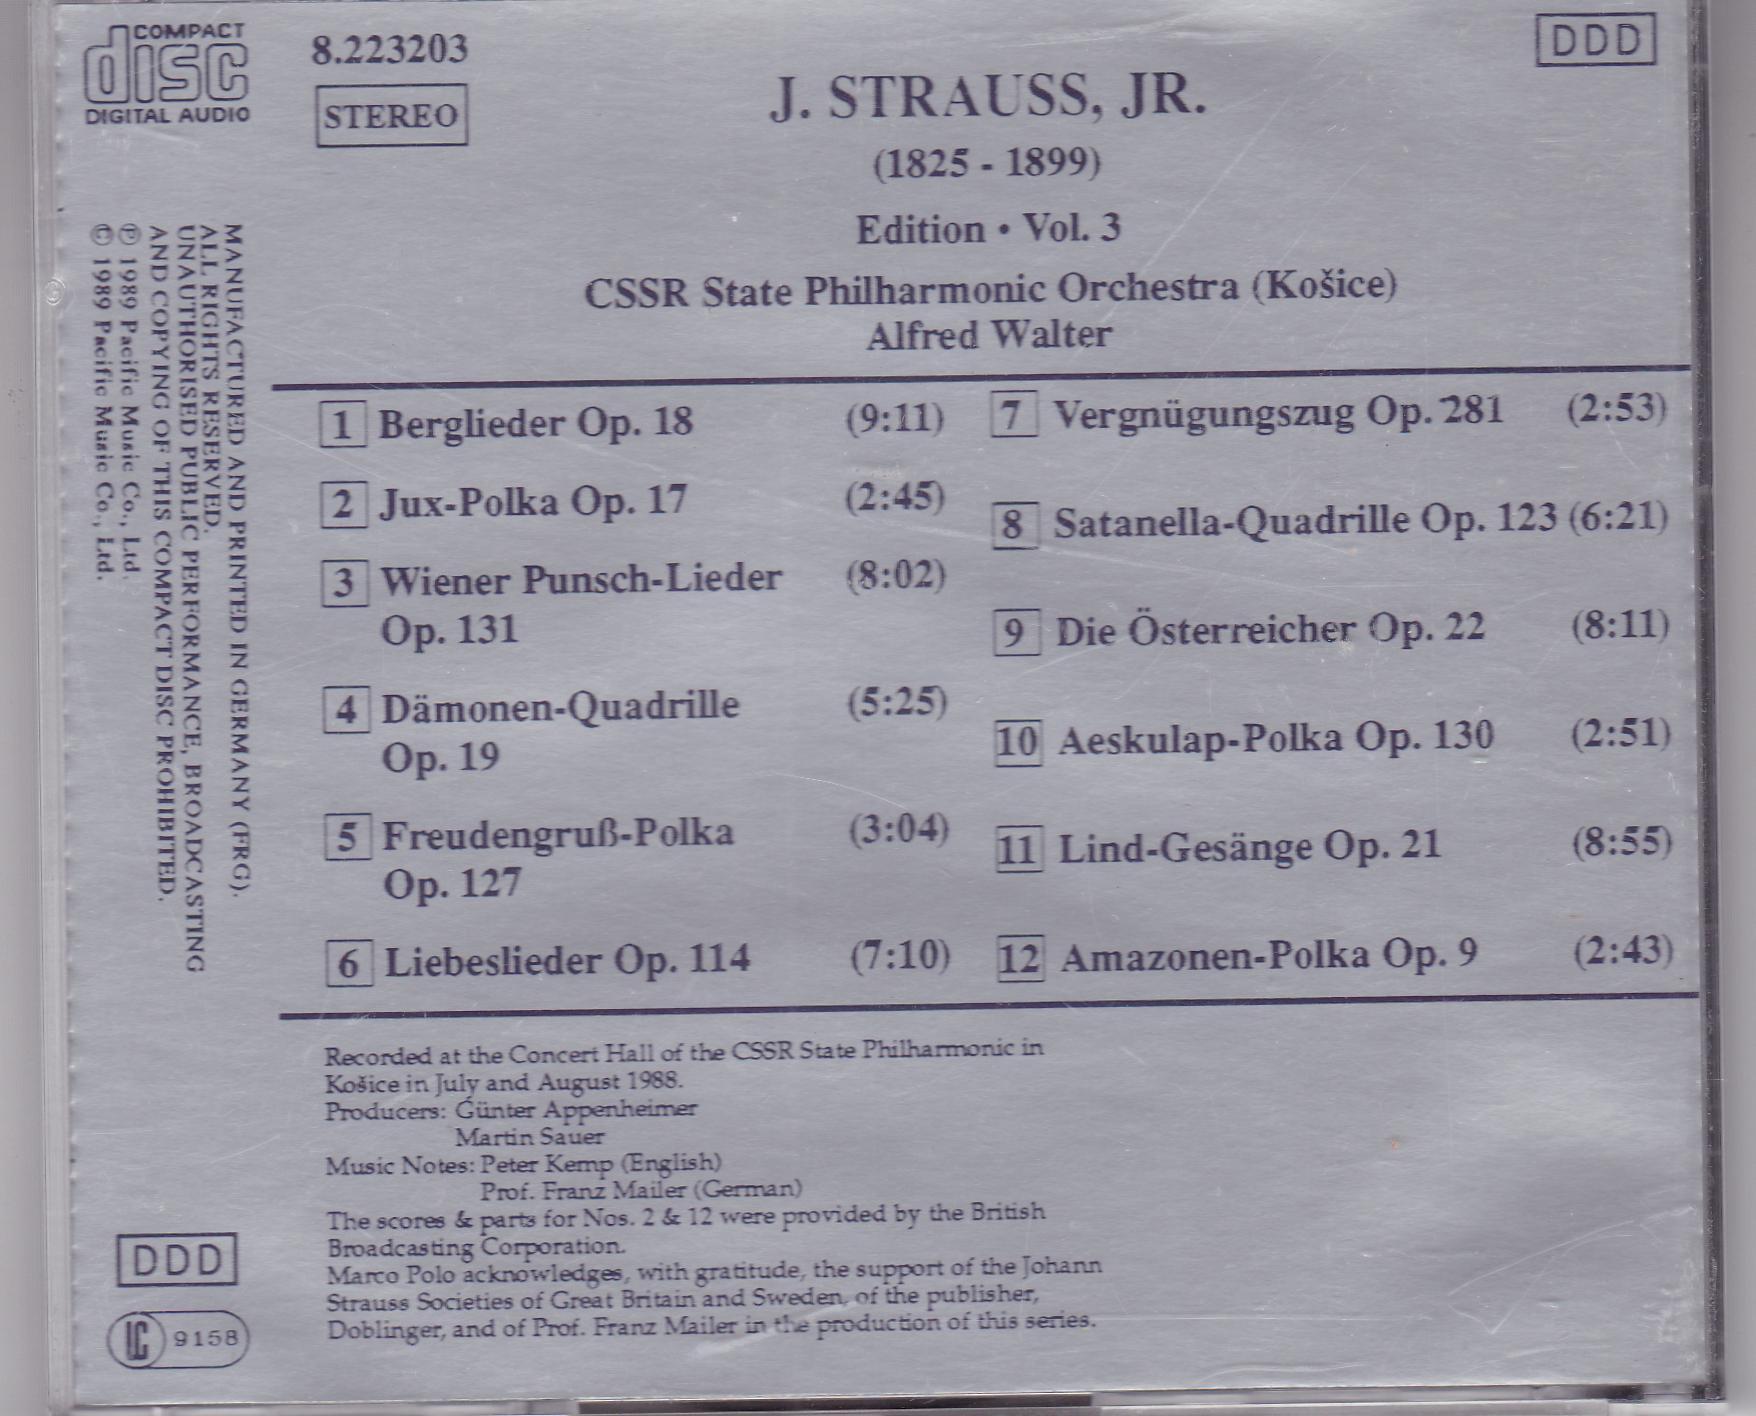 COMPACT
disc
DIGITAL AUDIO
8.223203
STEREO
DDD
J. STRAUSS, JR.
(1825 - 1899)
Edition • Vol. 3
CSSR State Philharmonic Orchestra (Košice)
Alfred Walter
1 Berglieder Op. 18 (9:11)
2 Jux-Polka Op. 17 (2:45)
3 Wiener Punsch-Lieder (8:02)
Op. 131
4 Dämonen-Quadrille (5:25)
Op. 19
5 Freudengruß-Polka (3:04)
Op. 127
6 Liebeslieder Op. 114 (7:10)
7 Vergnügungszug Op. 281 (2:53)
8 Satanella-Quadrille Op. 123 (6:21)
9 Die Österreicher Op. 22 (8:11)
10 Aeskulap-Polka Op. 130 (2:51)
11 Lind-Gesänge Op. 21 (8:55)
12 Amazonen-Polka Op. 9 (2:43)
Recorded at the Concert Hall of the CSSR State Philharmonic in
Košice in July and August 1988.
Producers: Günter Appenheimer
Martin Sauer
Music Notes: Peter Kemp (English)
Prof. Franz Mailer (German)
The scores & parts for Nos. 2 & 12 were provided by the British
Broadcasting Corporation.
Marco Polo acknowledges, with gratitude, the support of the Johann
Strauss Societies of Great Britain and Sweden, of the publisher,
Doblinger, and of Prof. Franz Mailer in the production of this series.
MANUFACTURED AND PRINTED IN GERMANY (FRG).
ALL RIGHTS RESERVED.
UNAUTHORISED PUBLIC PERFORMANCE, BROADCASTING
AND COPYING OF THIS COMPACT DISC PROHIBITED.
℗ 1989 Pacific Music Co., Ltd.
© 1989 Pacific Music Co., Ltd.
DDD
LC 9158